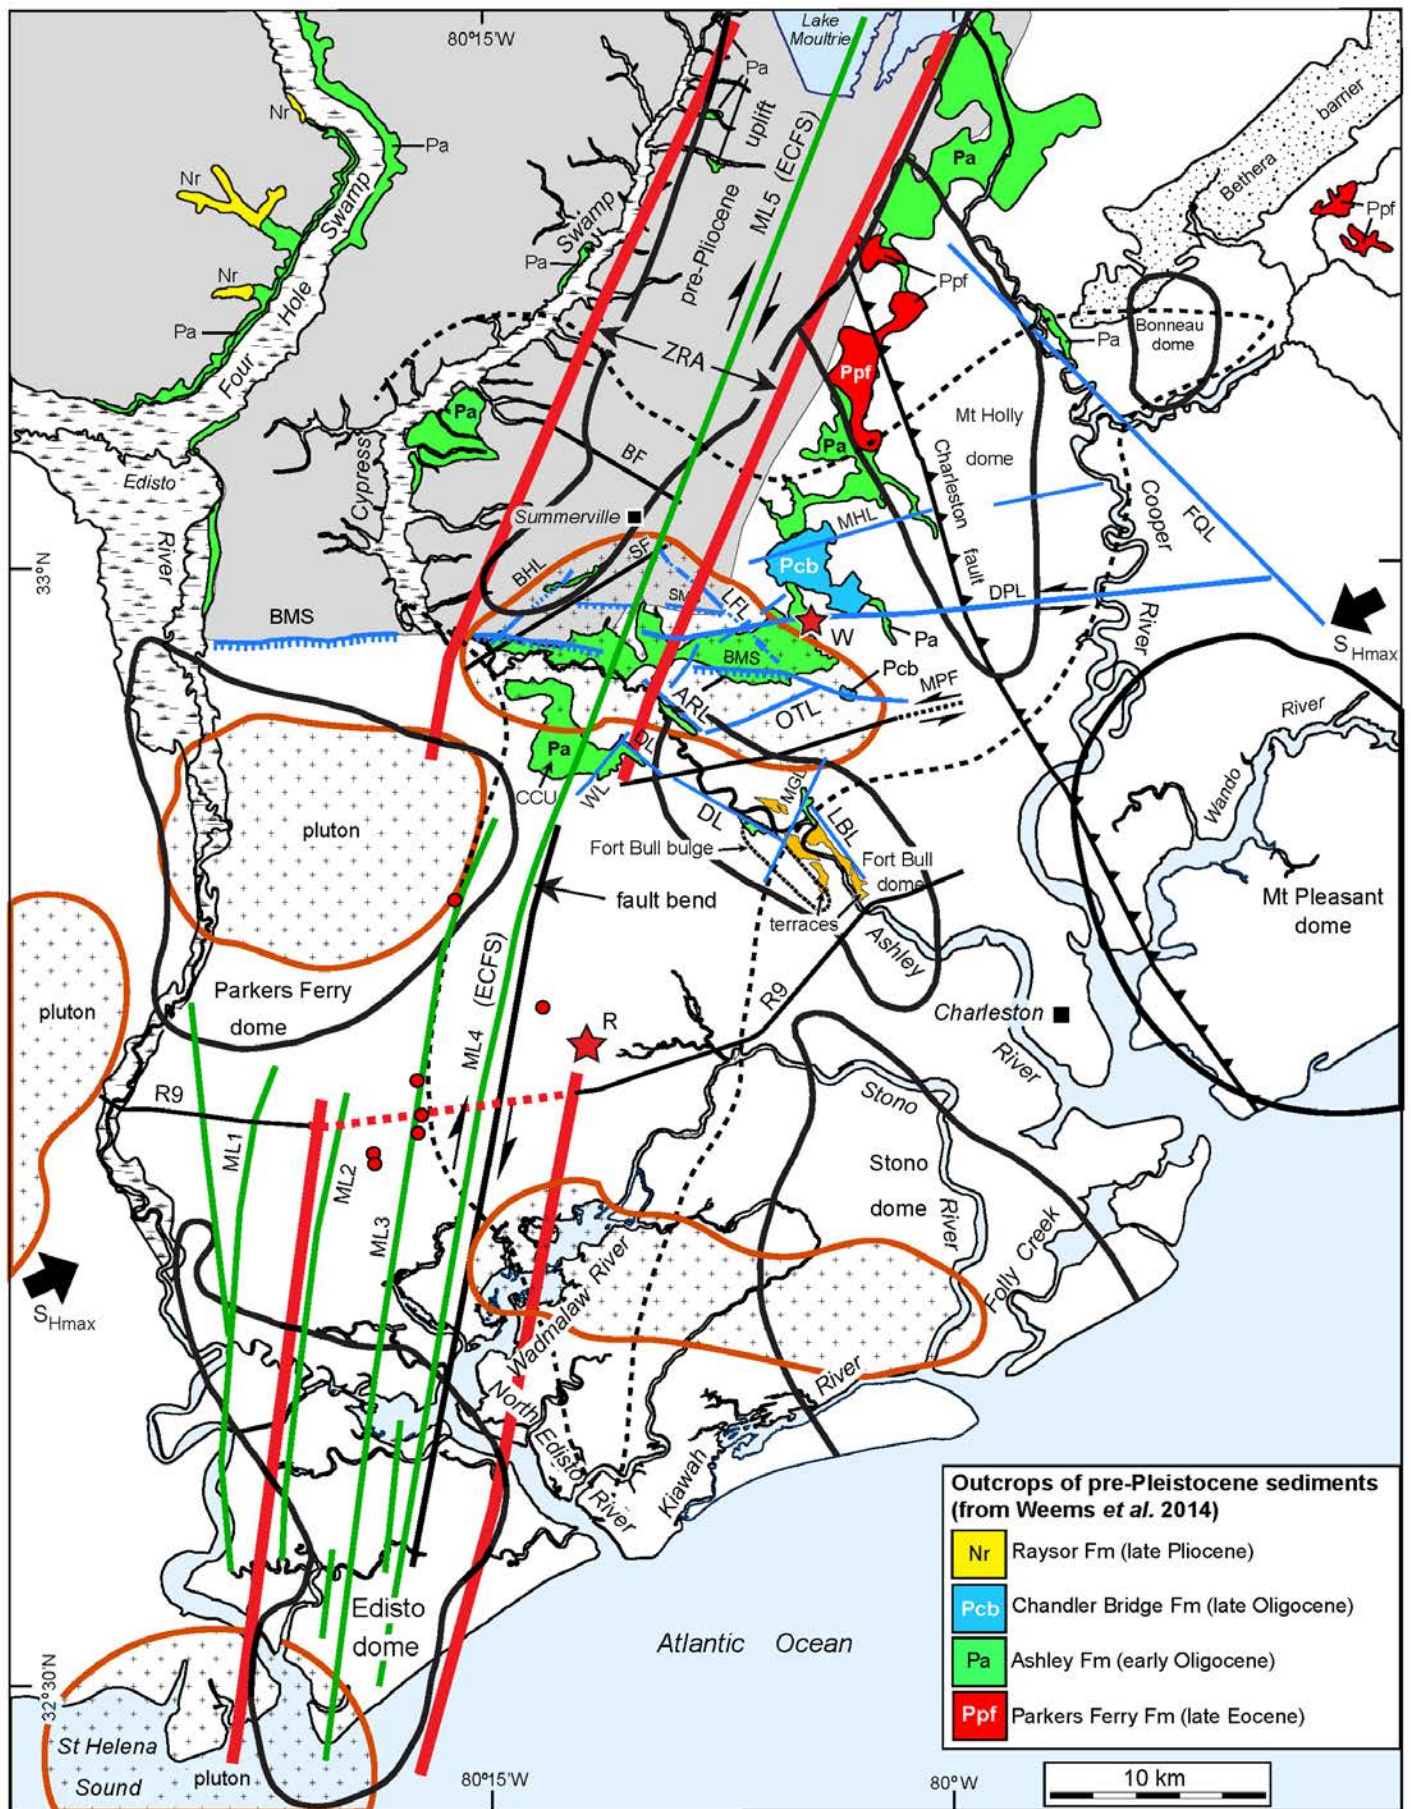 80°15'W
Lake
Moultrie
Pa
Nr
Pa
uplift
ML5 (ECFS)
barrier
Bethera
Pa
Nr
Swamp
pre-Pliocene
Ppf
Swamp
Pa
Nr
Hole
Ppf
Pa
Four
ZRA
Bonneau
dome
Pa
Ppf
Pa
Mt Holly
dome
Pa
Cypress
BF
Charleston
fault
Edisto
River
Summerville
MHL
Cooper
River
FQL
33°N
BHL
SF
Pcb
SM
LFL
DPL
BMS
W
Pa
BMS
Pcb
MPF
SHmax
ARL
OTL
River
Pa
DL
CCU
WL
MGL
Wando
pluton
DL
LBL
Fort Bull bulge
Fort Bull
dome
fault bend
terraces
Mt Pleasant
dome
Ashley
River
ML4 (ECFS)
Parkers Ferry
dome
pluton
R9
Charleston
R
R9
Stono
River
ML1
ML2
Stono
dome
ML3
Folly Creek
SHmax
Wadmalaw River
North Edisto River
River
Kiawah
Outcrops of pre-Pleistocene sediments
(from Weems et al. 2014)
Nr Raysor Fm (late Pliocene)
Pcb Chandler Bridge Fm (late Oligocene)
Pa Ashley Fm (early Oligocene)
Ppf Parkers Ferry Fm (late Eocene)
Edisto
dome
Atlantic Ocean
32°30'N
St Helena
Sound
pluton
80°15'W
80°W
10 km